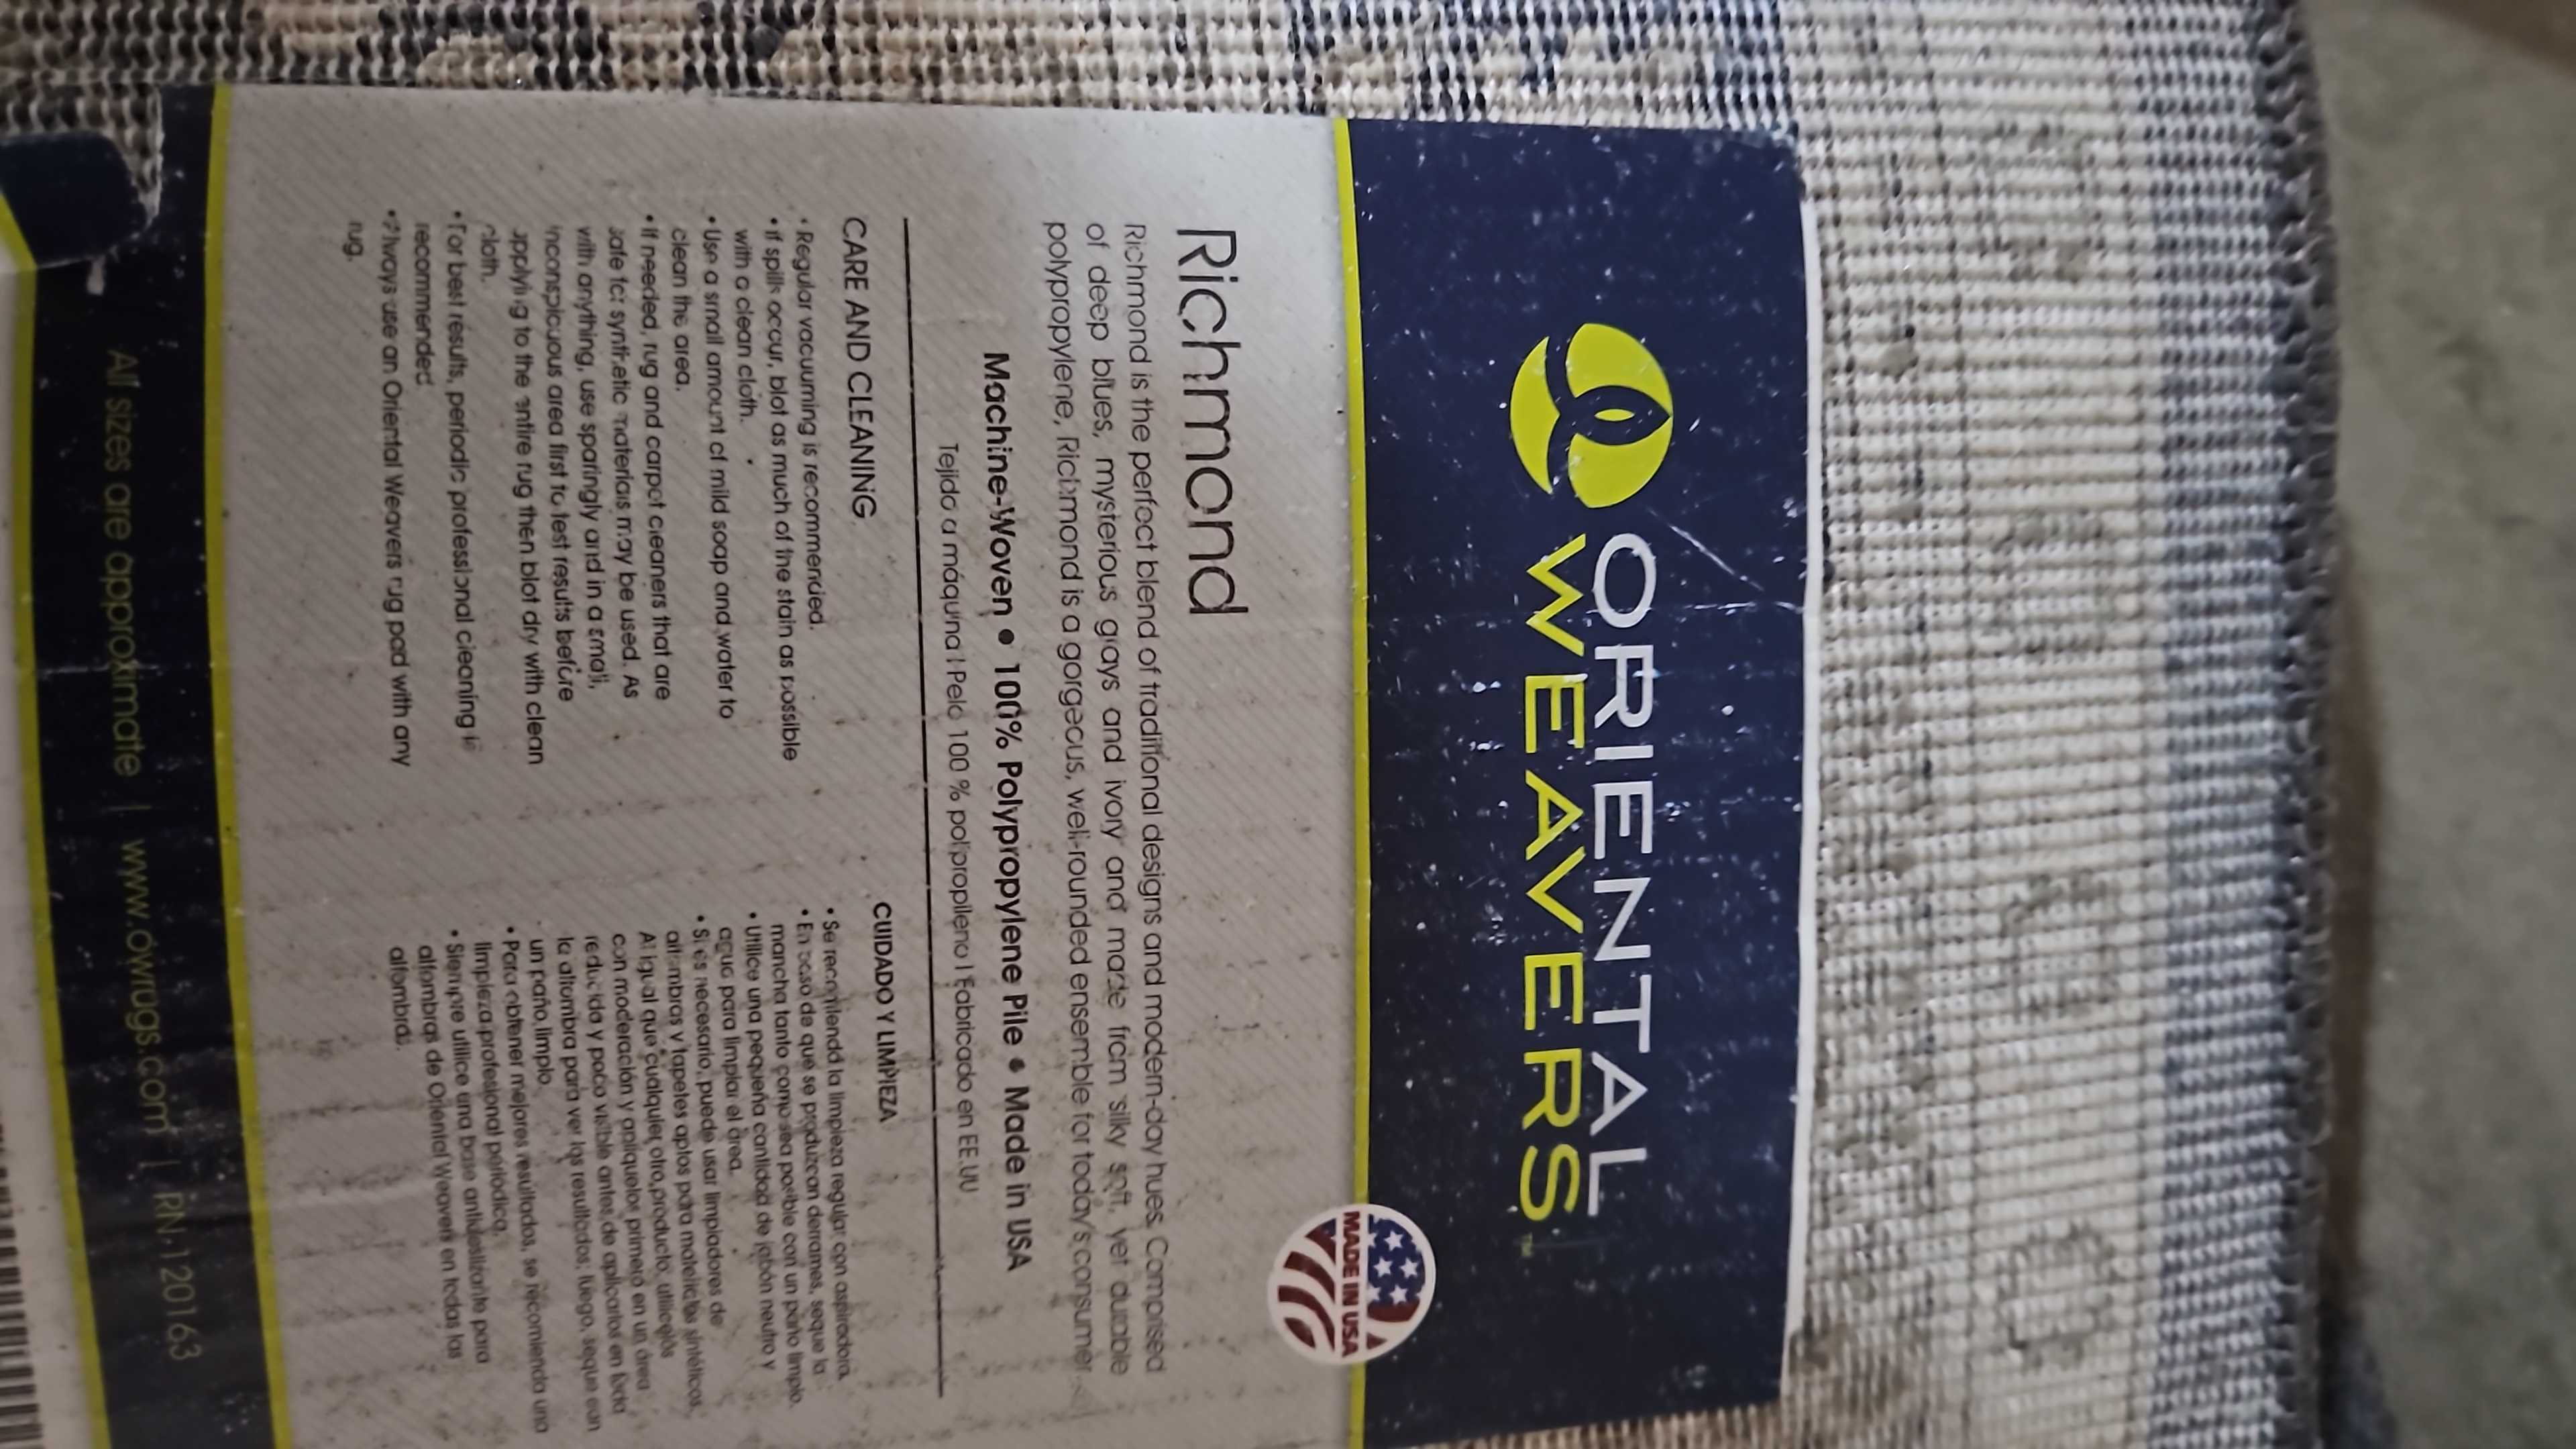 ORIENTAL
WEAVERS™
MADE IN USA
Richmond
Richmond is the perfect blend of traditional designs and modern-day hues. Comprised
of deep blues, mysterious grays and ivory and made from silky soft, yet durable
polypropylene, Richmond is a gorgeous, well-rounded ensemble for today's consumer.
Machine-Woven • 100% Polypropylene Pile • Made in USA
Tejido a máquina | Pelo 100 % polipropileno | Fabricado en EE.UU
CARE AND CLEANING
• Regular vacuuming is recommended.
• If spills occur, blot as much of the stain as possible
with a clean cloth.
• Use a small amount of mild soap and water to
clean the area.
• If needed, rug and carpet cleaners that are
safe for synthetic materials may be used. As
with anything, use sparingly and in a small,
inconspicuous area first to test results before
applying to the entire rug then blot dry with clean
cloth.
• For best results, periodic professional cleaning is
recommended.
• Always use an Oriental Weavers rug pad with any
rug.
CUIDADO Y LIMPIEZA
• Se recomienda la limpieza regular con aspiradora.
• En caso de que se produzcan derrames, seque la
mancha tanto como sea posible con un paño limpio.
• Utilice una pequeña cantidad de jabón neutro y
agua para limpiar el área.
• Si es necesario, puede usar limpiadores de
alfombras y tapetes aptos para materiales sintéticos.
Al igual que cualquier otro producto, utilícelos
con moderación y aplíquelos primero en un área
reducida y poco visible antes de aplicarlos en toda
la alfombra para ver los resultados; luego, seque con
un paño limpio.
• Para obtener mejores resultados, se recomienda una
limpieza profesional periódica.
• Siempre utilice una base antideslizante para
alfombras de Oriental Weavers en todas las
alfombras.
All sizes are approximate | www.owrugs.com | RN 120163